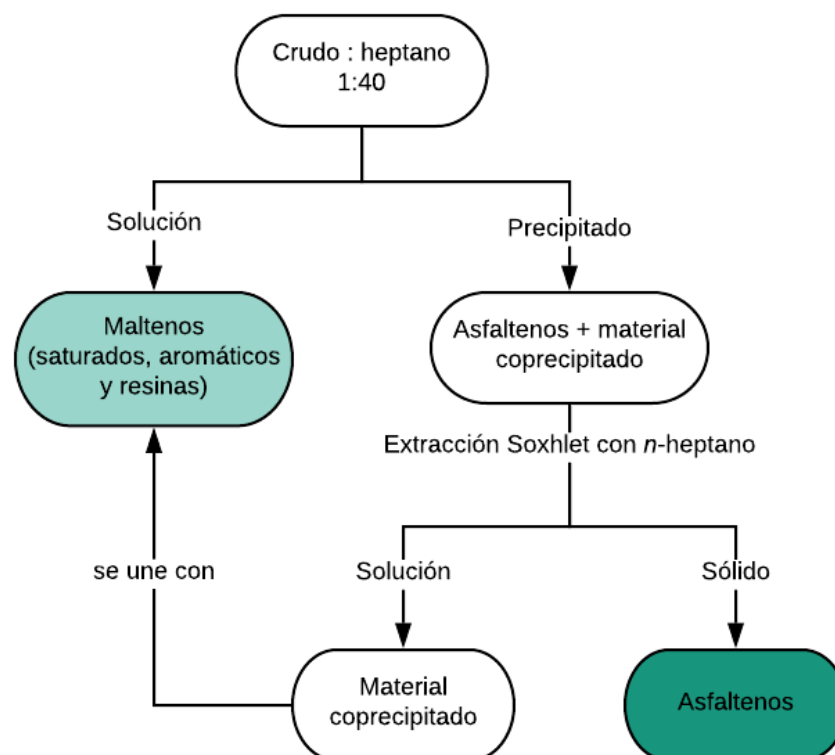 Crudo : heptano
1:40
Solución
Precipitado
Maltenos
(saturados, aromáticos
y resinas)
Asfaltenos + material
coprecipitado
Extracción Soxhlet con n-heptano
se une con
Solución
Sólido
Material
coprecipitado
Asfaltenos